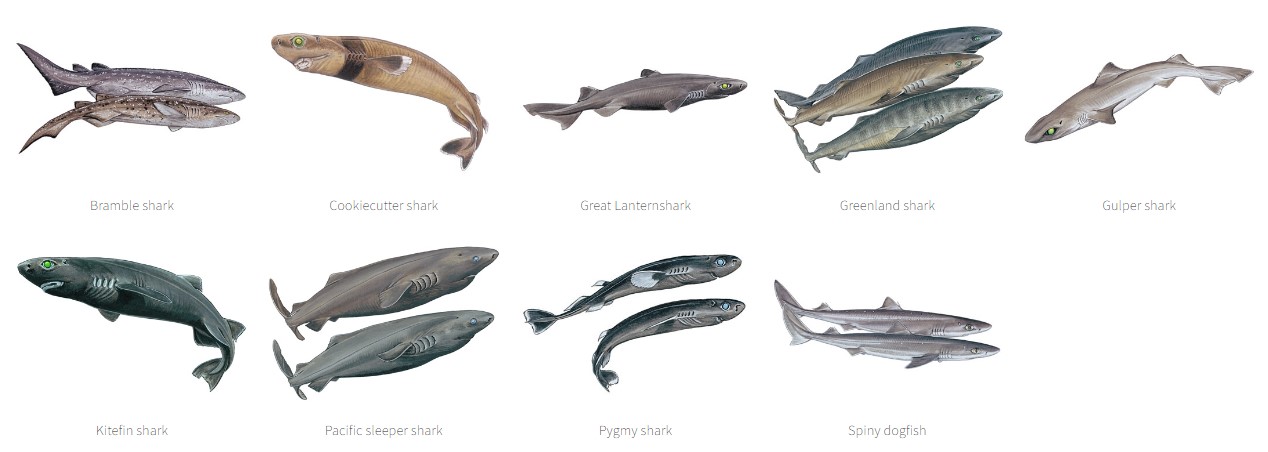 Bramble shark
Cookiecutter shark
Great Lanternshark
Greenland shark
Gulper shark
Kitefin shark
Pacific sleeper shark
Pygmy shark
Spiny dogfish